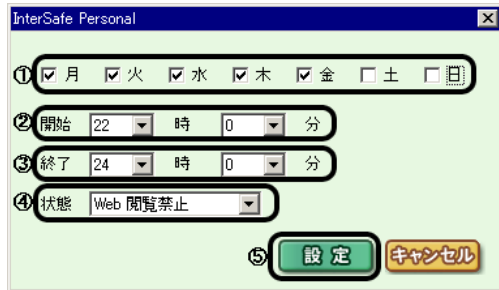 InterSafe Personal
① 月 火 水 木 金 土 日
② 開始 22 時 0 分
③ 終了 24 時 0 分
④ 状態 Web 閲覧禁止
⑤ 設定 キャンセル